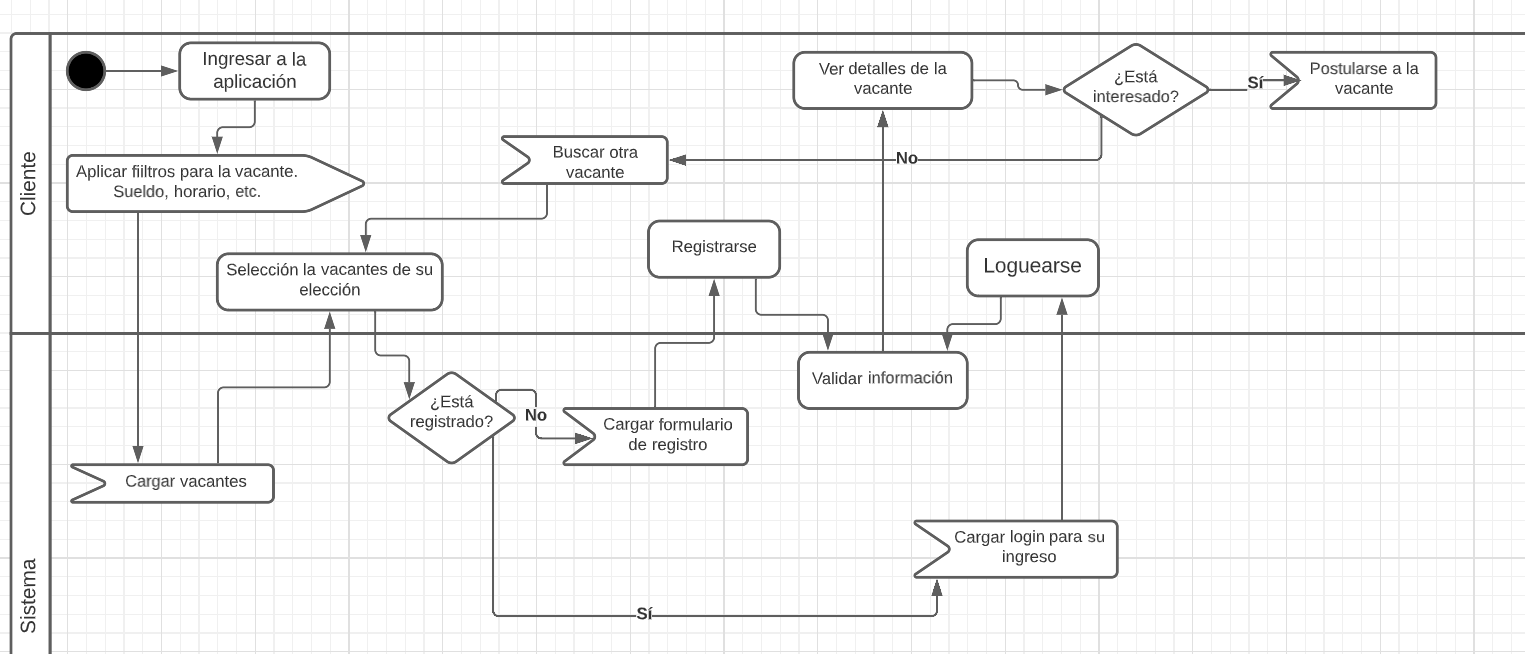 Cliente
Ingresar a la
aplicación
Aplicar fiiltros para la vacante.
Sueldo, horario, etc.
Buscar otra
vacante
Selección la vacantes de su
elección
Registrarse
Ver detalles de la
vacante
¿Está
interesado?
Sí
Postularse a la
vacante
No
Loguearse
Sistema
Cargar vacantes
¿Está
registrado?
No
Cargar formulario
de registro
Validar información
Sí
Cargar login para su
ingreso